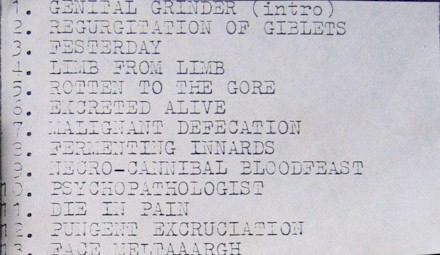 1. GENITAL GRINDER (intro)
2. REGURGITATION OF GIBLETS
3. FESTERDAY
4. LIMB FROM LIMB
5. ROTTEN TO THE GORE
6. EXCRETED ALIVE
7. MALIGNANT DEFECATION
8. FERMENTING INNARDS
9. NECRO-CANNIBAL BLOODFEAST
10. PSYCHOPATHOLOGIST
11. DIE IN PAIN
12. PUNGENT EXCRUCIATION
13. FACE MELTAAARGH